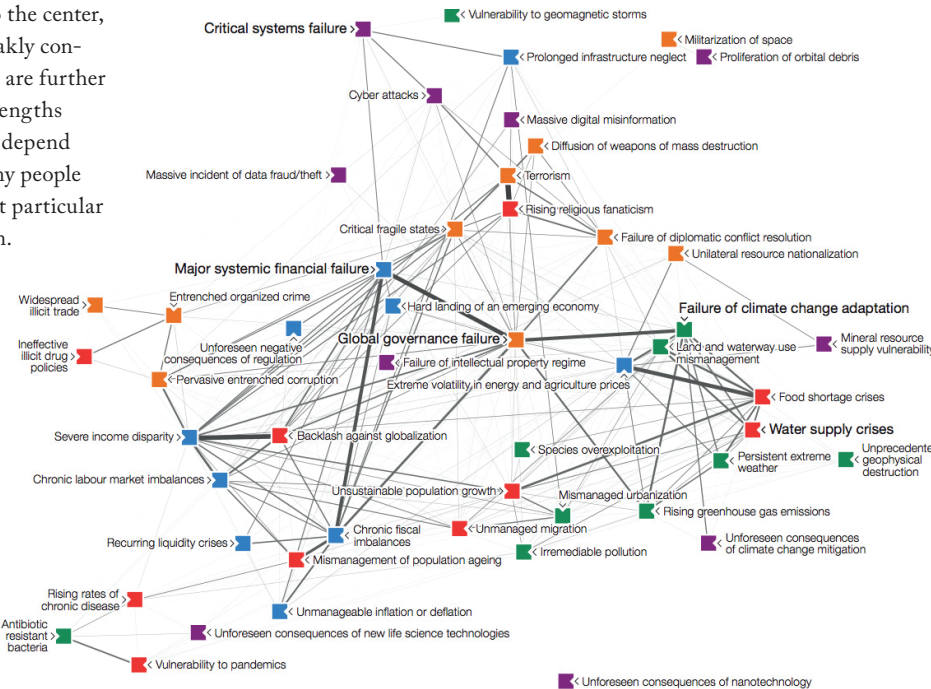 the center,
con-
are further
engths
depend
people
particular
Critical systems failure
Vulnerability to geomagnetic storms
Militarization of space
Prolonged infrastructure neglect
Proliferation of orbital debris
Cyber attacks
Massive digital misinformation
Diffusion of weapons of mass destruction
Massive incident of data fraud/theft
Terrorism
Rising religious fanaticism
Critical fragile states
Failure of diplomatic conflict resolution
Unilateral resource nationalization
Major systemic financial failure
Widespread
illicit trade
Entrenched organized crime
Hard landing of an emerging economy
Failure of climate change adaptation
Ineffective
illicit drug
policies
Unforeseen negative
consequences of regulation
Global governance failure
Land and waterway use
mismanagement
Mineral resource
supply vulnerability
Failure of intellectual property regime
Pervasive entrenched corruption
Extreme volatility in energy and agriculture prices
Food shortage crises
Severe income disparity
Backlash against globalization
Water supply crises
Species overexploitation
Persistent extreme
weather
Unprecedente
geophysical
destruction
Chronic labour market imbalances
Unsustainable population growth
Mismanaged urbanization
Rising greenhouse gas emissions
Recurring liquidity crises
Chronic fiscal
imbalances
Unmanaged migration
Unforeseen consequences
of climate change mitigation
Irremediable pollution
Mismanagement of population ageing
Rising rates of
chronic disease
Unmanageable inflation or deflation
Antibiotic
resistant
bacteria
Unforeseen consequences of new life science technologies
Vulnerability to pandemics
Unforeseen consequences of nanotechnology